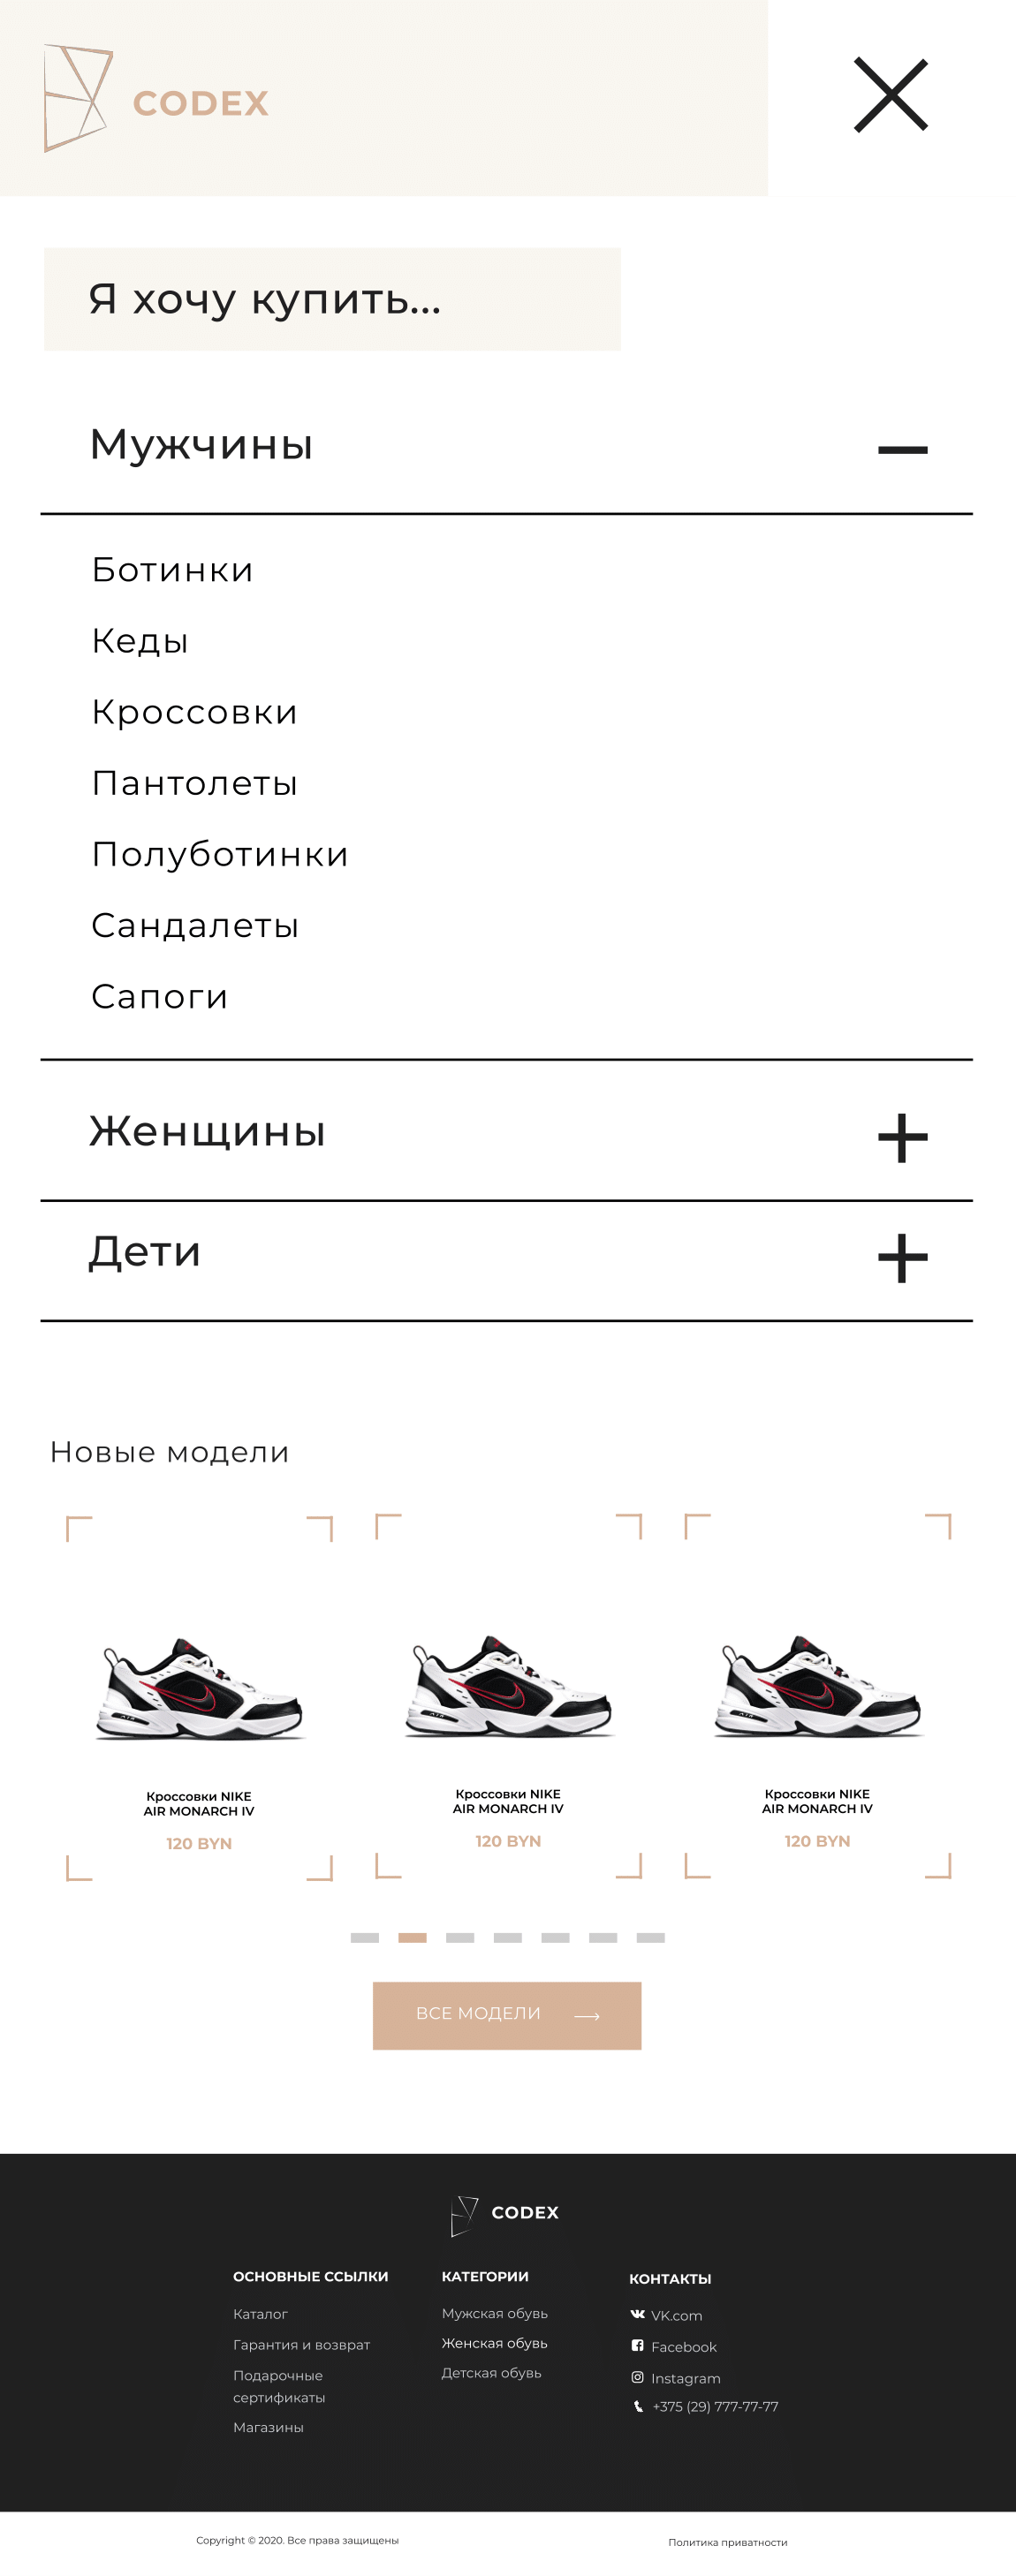 CODEX
Я хочу купить...
Мужчины
Ботинки
Кеды
Кроссовки
Пантолеты
Полуботинки
Сандалеты
Сапоги
Женщины
Дети
Новые модели
Кроссовки NIKE
AIR MONARCH IV
120 BYN
Кроссовки NIKE
AIR MONARCH IV
120 BYN
Кроссовки NIKE
AIR MONARCH IV
120 BYN
ВСЕ МОДЕЛИ
CODEX
ОСНОВНЫЕ ССЫЛКИ
Каталог
Гарантия и возврат
Подарочные
сертификаты
Магазины
КАТЕГОРИИ
Мужская обувь
Женская обувь
Детская обувь
КОНТАКТЫ
VK.com
Facebook
Instagram
+375 (29) 777-77-77
Copyright © 2020. Все права защищены
Политика приватности